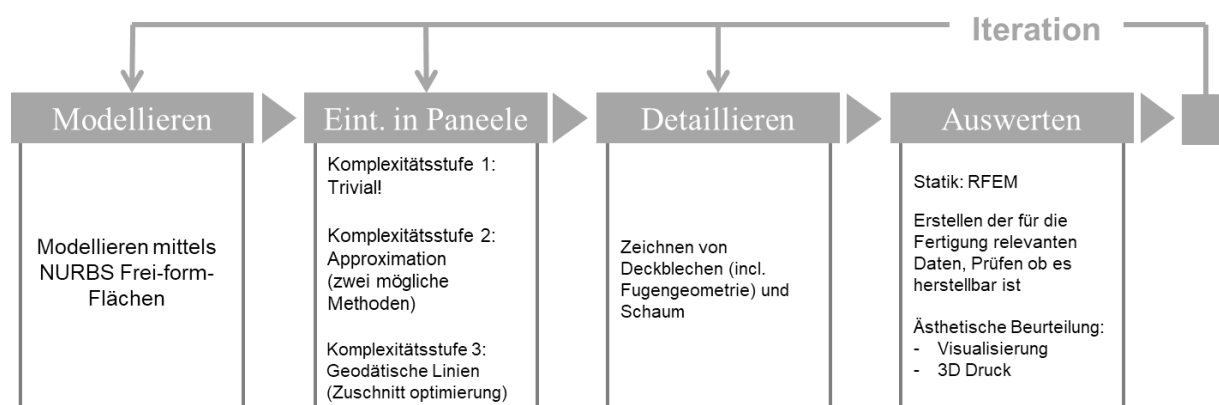 Iteration
Modellieren
Eint. in Paneele
Detaillieren
Auswerten
Modellieren mittels
NURBS Frei-form-
Flächen
Komplexitätsstufe 1:
Trivial!
Komplexitätsstufe 2:
Approximation
(zwei mögliche
Methoden)
Komplexitätsstufe 3:
Geodätische Linien
(Zuschnitt optimierung)
Zeichnen von
Deckblechen (incl.
Fugengeometrie) und
Schaum
Statik: RFEM
Erstellen der für die
Fertigung relevanten
Daten, Prüfen ob es
herstellbar ist
Ästhetische Beurteilung:
- Visualisierung
- 3D Druck